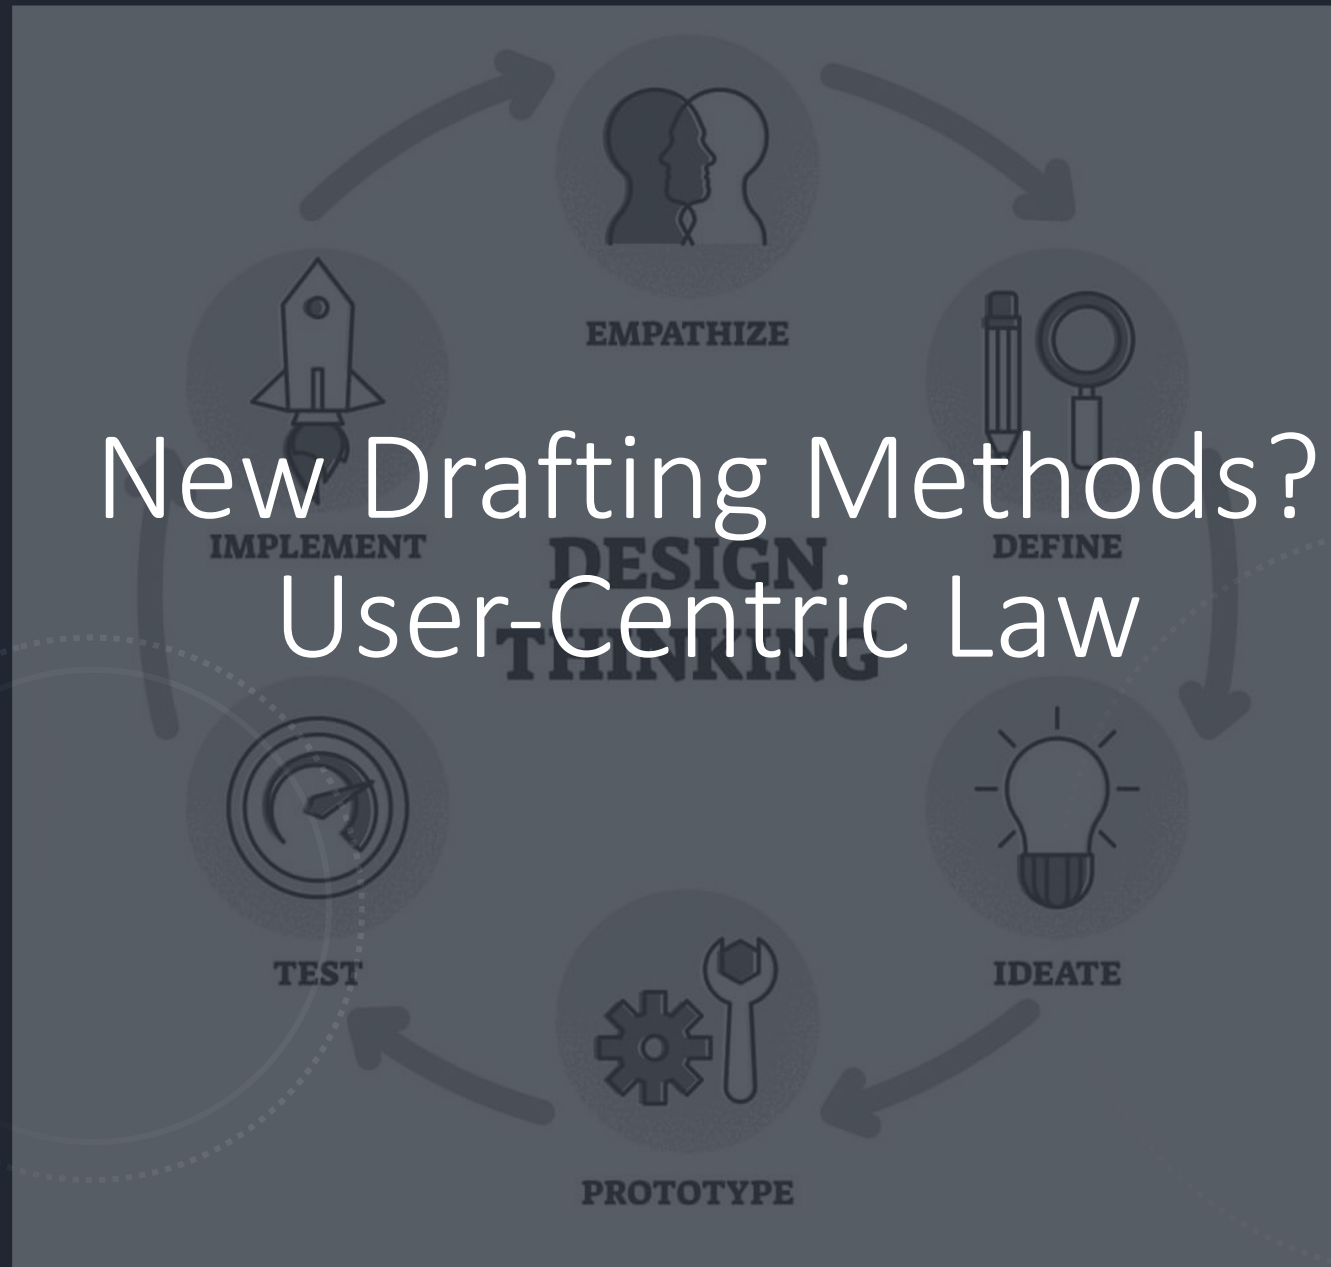 New Drafting Methods?
User-Centric Law
EMPATHIZE
DEFINE
IDEATE
PROTOTYPE
TEST
IMPLEMENT
DESIGN
THINKING